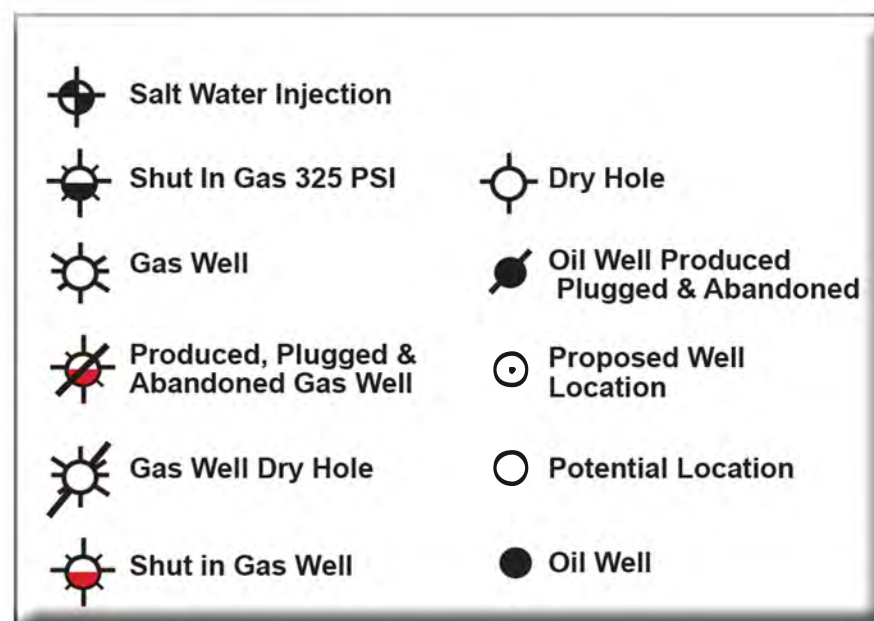 Salt Water Injection
Shut In Gas 325 PSI
Gas Well
Produced, Plugged &
Abandoned Gas Well
Gas Well Dry Hole
Shut in Gas Well
Dry Hole
Oil Well Produced
Plugged & Abandoned
Proposed Well
Location
Potential Location
Oil Well